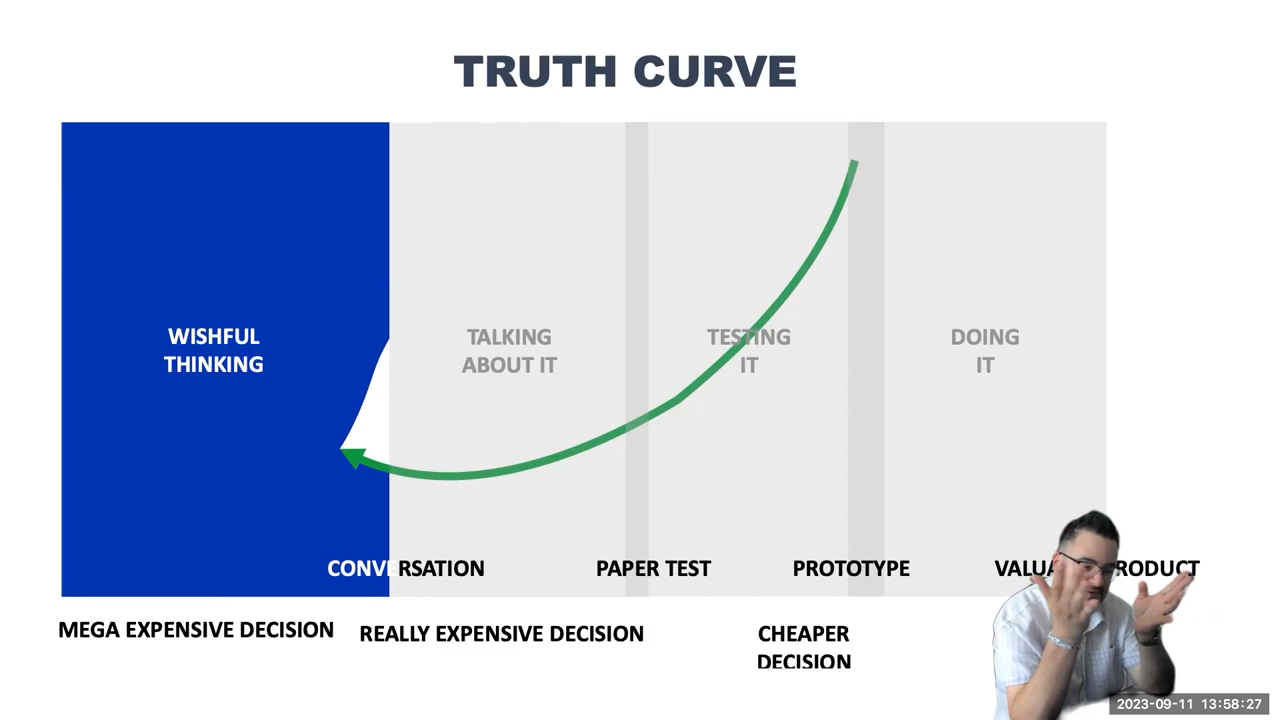 TRUTH CURVE
WISHFUL
THINKING
TALKING
ABOUT IT
TESTING
IT
DOING
IT
CONVERSATION
PAPER TEST
PROTOTYPE
MEGA EXPENSIVE DECISION
REALLY EXPENSIVE DECISION
CHEAPER
DECISION
2023-09-11 13:58:27